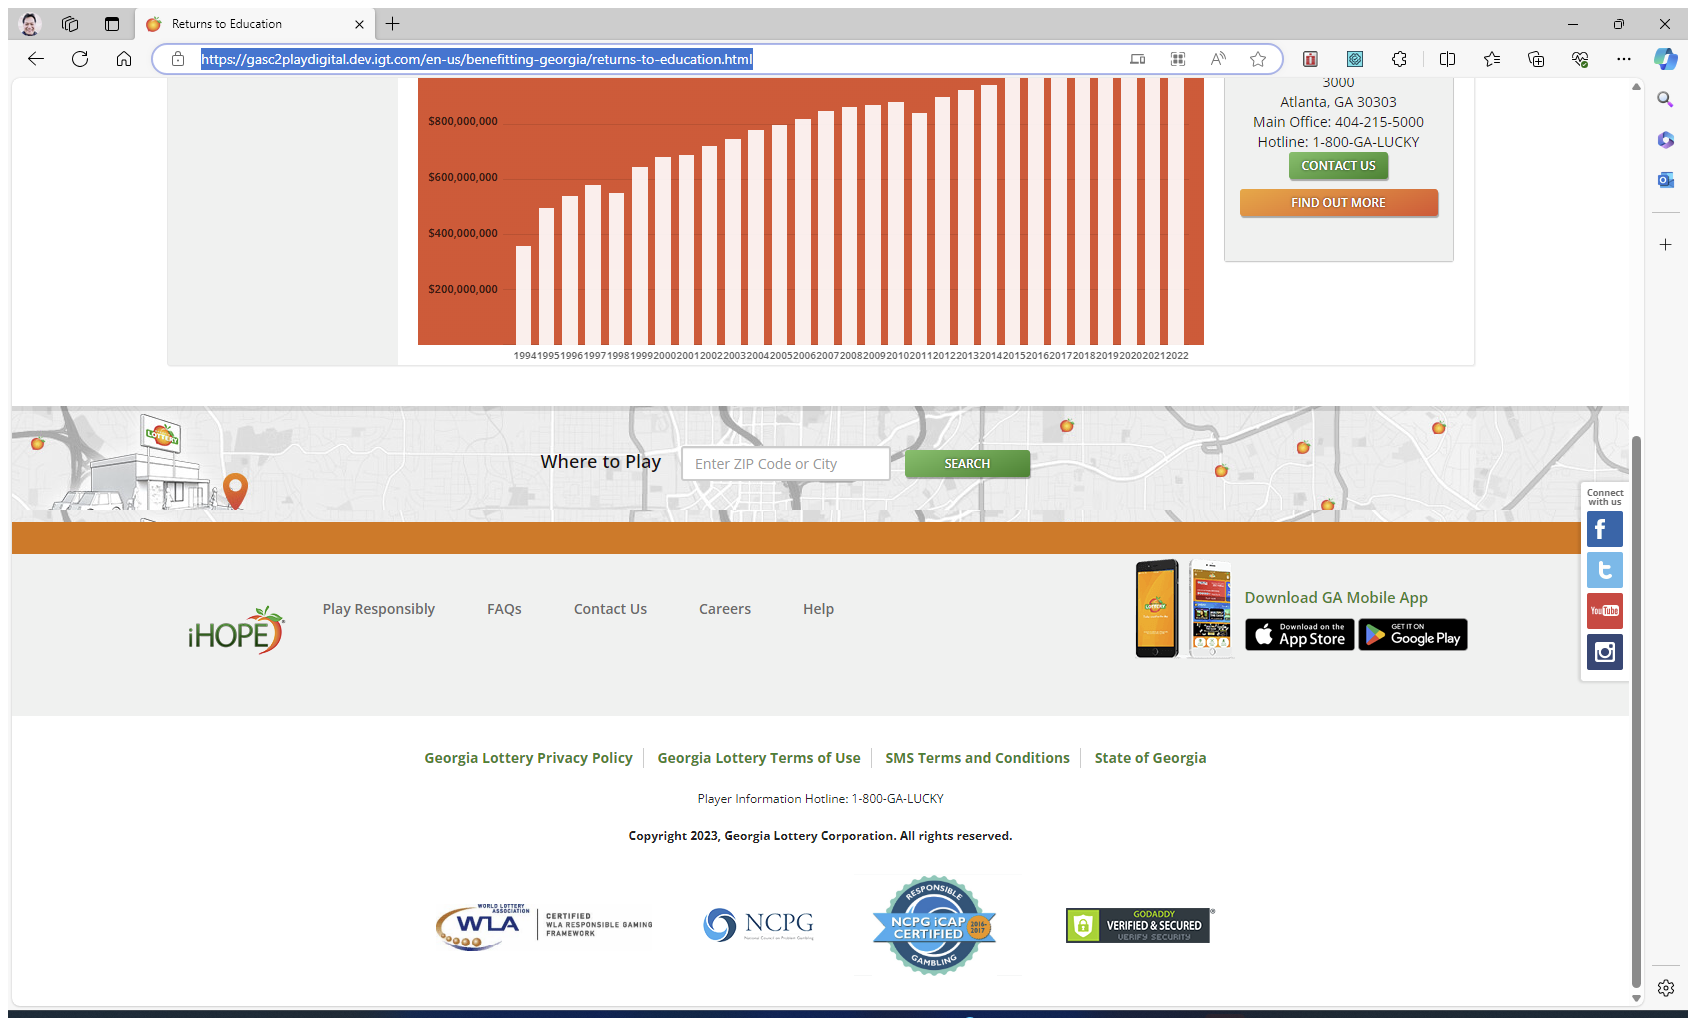 Returns to Education
https://gasc2playdigital.dev.igt.com/en-us/benefitting-georgia/returns-to-education.html
3000
Atlanta, GA 30303
Main Office: 404-215-5000
Hotline: 1-800-GA-LUCKY
CONTACT US
FIND OUT MORE
$800,000,000
$600,000,000
$400,000,000
$200,000,000
1994 1995 1996 1997 1998 1999 2000 2001 2002 2003 2004 2005 2006 2007 2008 2009 2010 2011 2012 2013 2014 2015 2016 2017 2018 2019 2020 2021 2022
LOTTERY
Where to Play
Enter ZIP Code or City
SEARCH
Connect
with us
f
t
YouTube
iHOPE
Play Responsibly
FAQs
Contact Us
Careers
Help
Download GA Mobile App
Download on the
App Store
GET IT ON
Google Play
Georgia Lottery Privacy Policy
Georgia Lottery Terms of Use
SMS Terms and Conditions
State of Georgia
Player Information Hotline: 1-800-GA-LUCKY
Copyright 2023, Georgia Lottery Corporation. All rights reserved.
WORLD LOTTERY
ASSOCIATION
WLA
CERTIFIED
WLA RESPONSIBLE GAMING
FRAMEWORK
NCPG
National Council on Problem Gambling
RESPONSIBLE
NCPG iCAP
CERTIFIED
2016-
2017
GAMBLING
GODADDY
VERIFIED & SECURED
VERIFY SECURITY